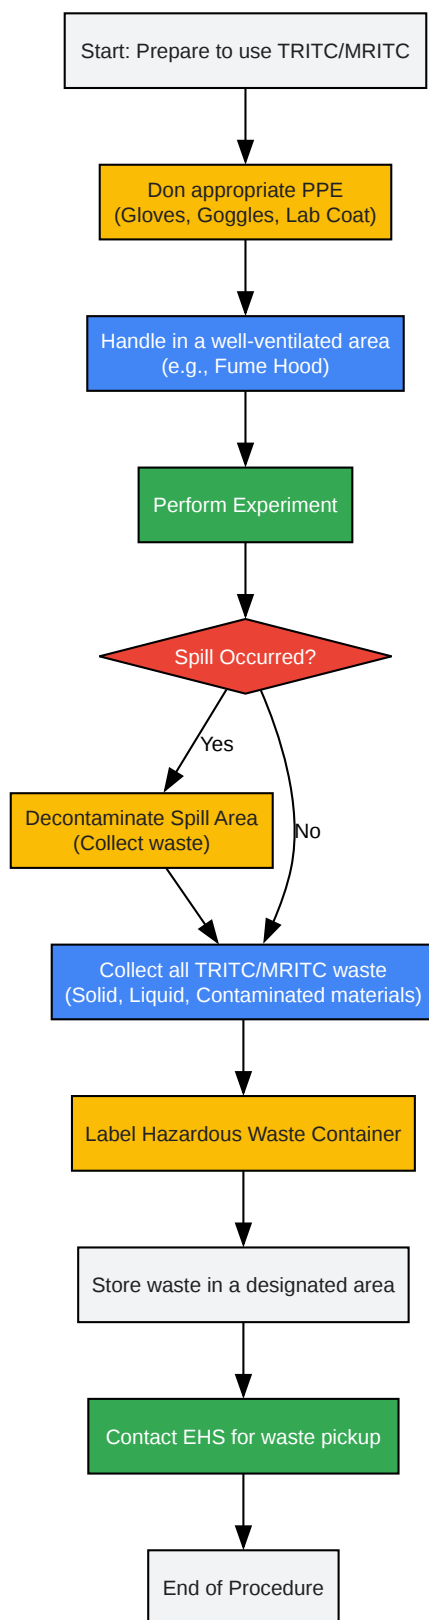 Start: Prepare to use TRITC/MRITC
Don appropriate PPE
(Gloves, Goggles, Lab Coat)
Handle in a well-ventilated area
(e.g., Fume Hood)
Perform Experiment
Spill Occurred?
Yes
Decontaminate Spill Area
(Collect waste)
No
Collect all TRITC/MRITC waste
(Solid, Liquid, Contaminated materials)
Label Hazardous Waste Container
Store waste in a designated area
Contact EHS for waste pickup
End of Procedure